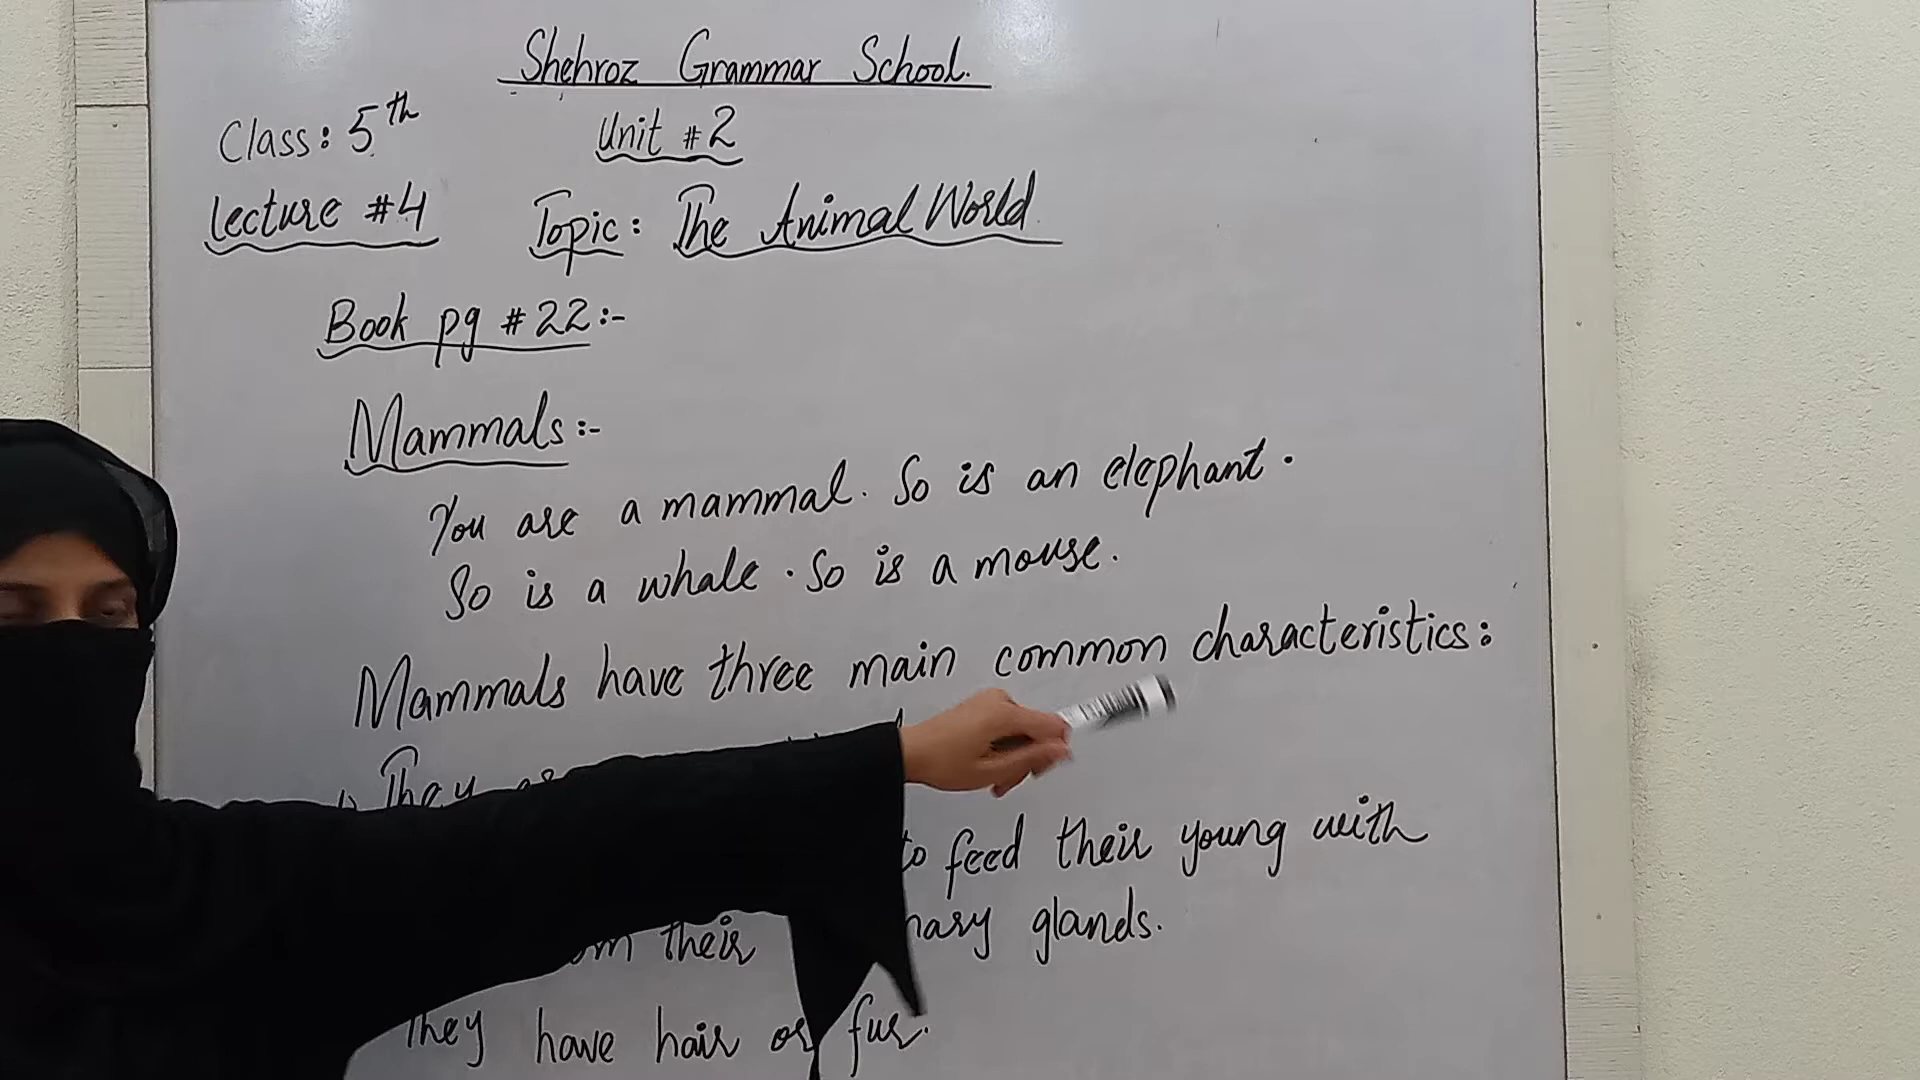 Shehroz Grammar School.
Class: 5th
Unit #2
Lecture #4
Topic: The Animal World
Book pg #22:-
Mammals:-
You are a mammal. So is an elephant.
So is a whale. So is a mouse.
Mammals have three main common characteristics:
They
to feed their young with
their glands.
They have hair or fur.